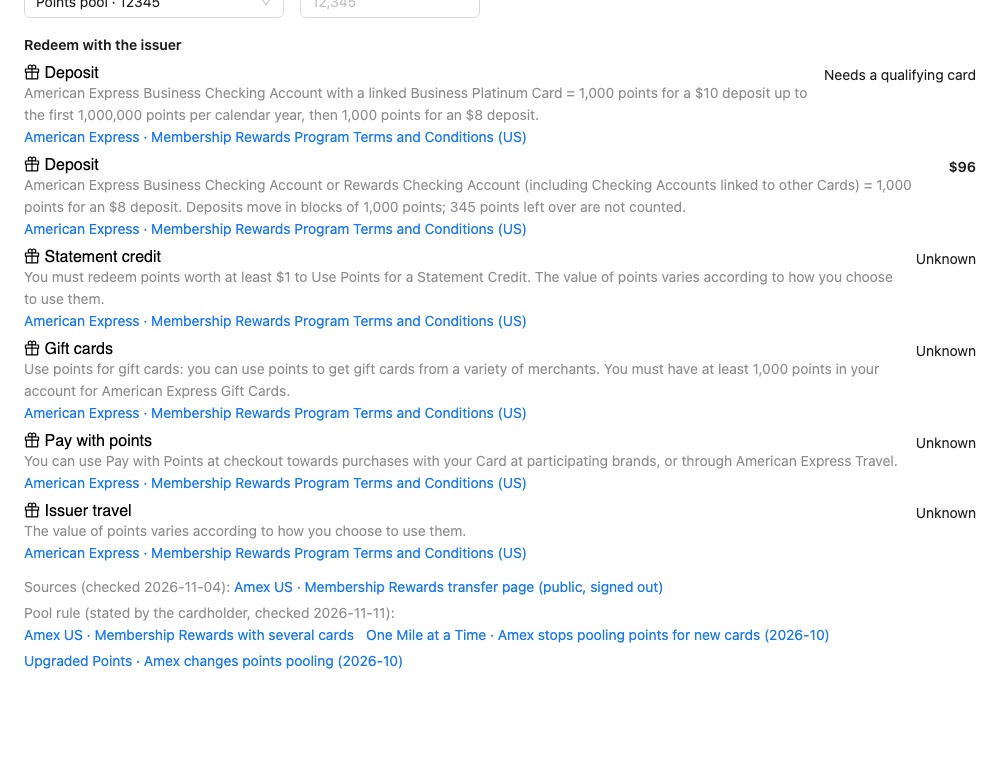 Points pool · 12345
12,345
Redeem with the issuer
Deposit
Needs a qualifying card
American Express Business Checking Account with a linked Business Platinum Card = 1,000 points for a $10 deposit up to
the first 1,000,000 points per calendar year, then 1,000 points for an $8 deposit.
American Express · Membership Rewards Program Terms and Conditions (US)
Deposit
$96
American Express Business Checking Account or Rewards Checking Account (including Checking Accounts linked to other Cards) = 1,000
points for an $8 deposit. Deposits move in blocks of 1,000 points; 345 points left over are not counted.
American Express · Membership Rewards Program Terms and Conditions (US)
Statement credit
Unknown
You must redeem points worth at least $1 to Use Points for a Statement Credit. The value of points varies according to how you choose
to use them.
American Express · Membership Rewards Program Terms and Conditions (US)
Gift cards
Unknown
Use points for gift cards: you can use points to get gift cards from a variety of merchants. You must have at least 1,000 points in your
account for American Express Gift Cards.
American Express · Membership Rewards Program Terms and Conditions (US)
Pay with points
Unknown
You can use Pay with Points at checkout towards purchases with your Card at participating brands, or through American Express Travel.
American Express · Membership Rewards Program Terms and Conditions (US)
Issuer travel
Unknown
The value of points varies according to how you choose to use them.
American Express · Membership Rewards Program Terms and Conditions (US)
Sources (checked 2026-11-04): Amex US · Membership Rewards transfer page (public, signed out)
Pool rule (stated by the cardholder, checked 2026-11-11):
Amex US · Membership Rewards with several cards One Mile at a Time · Amex stops pooling points for new cards (2026-10)
Upgraded Points · Amex changes points pooling (2026-10)